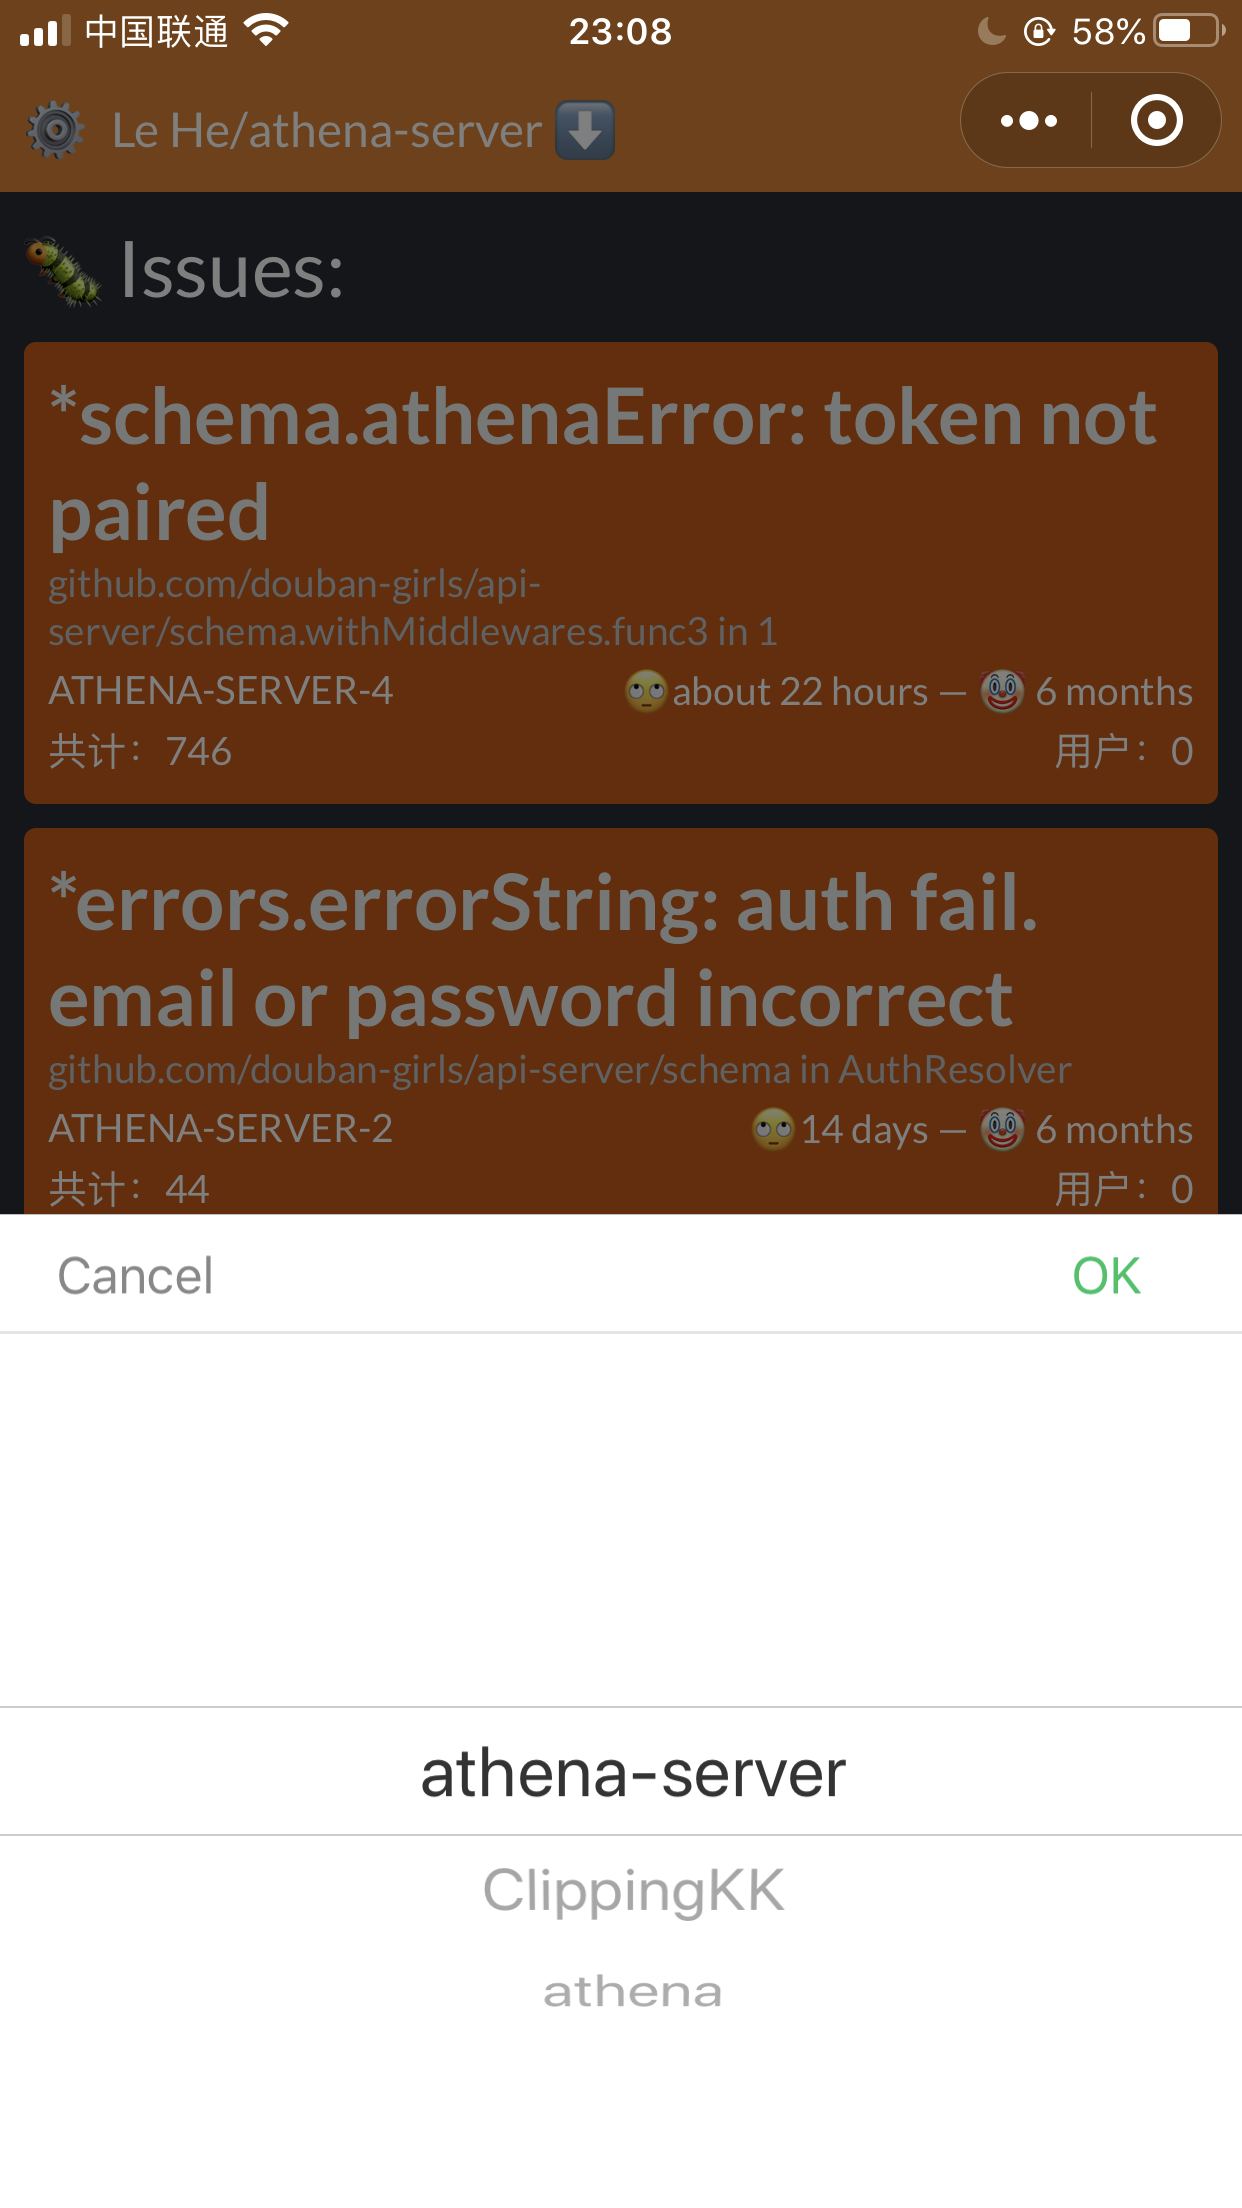 中国联通 23:08 58%
Le He/athena-server
Issues:
*schema.athenaError: token not
paired
github.com/douban-girls/api-
server/schema.withMiddlewares.func3 in 1
ATHENA-SERVER-4 🙄about 22 hours — 🤡 6 months
共计：746 用户：0
*errors.errorString: auth fail.
email or password incorrect
github.com/douban-girls/api-server/schema in AuthResolver
ATHENA-SERVER-2 🙄14 days — 🤡 6 months
共计：44 用户：0
Cancel OK
athena-server
ClippingKK
athena